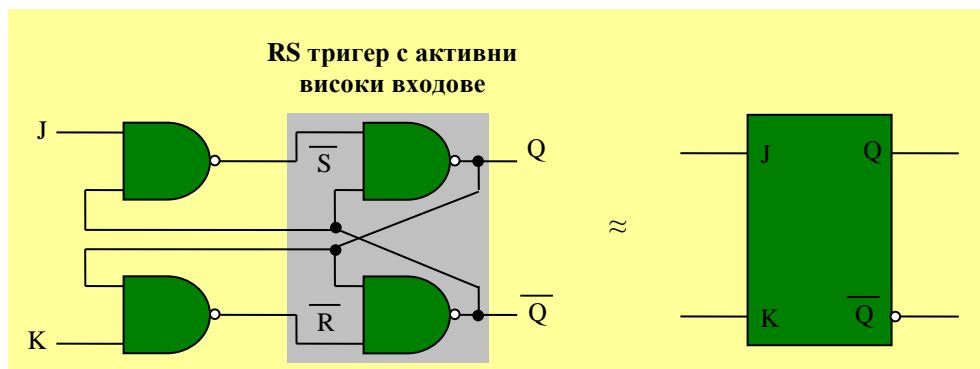 RS тригер с активни
високи входове
J
S̅
Q
≈
J
Q
K
R̅
Q̅
K
Q̅